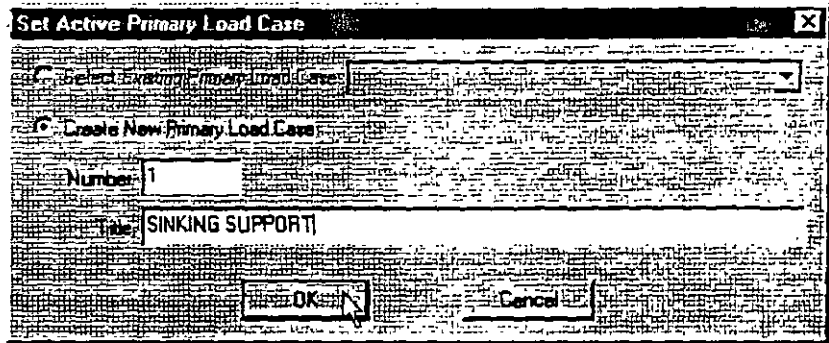 Set Active Primary Load Case
Select Existing Primary Load Case
Create New Primary Load Case
Number 1
Title SINKING SUPPORT
OK Cancel